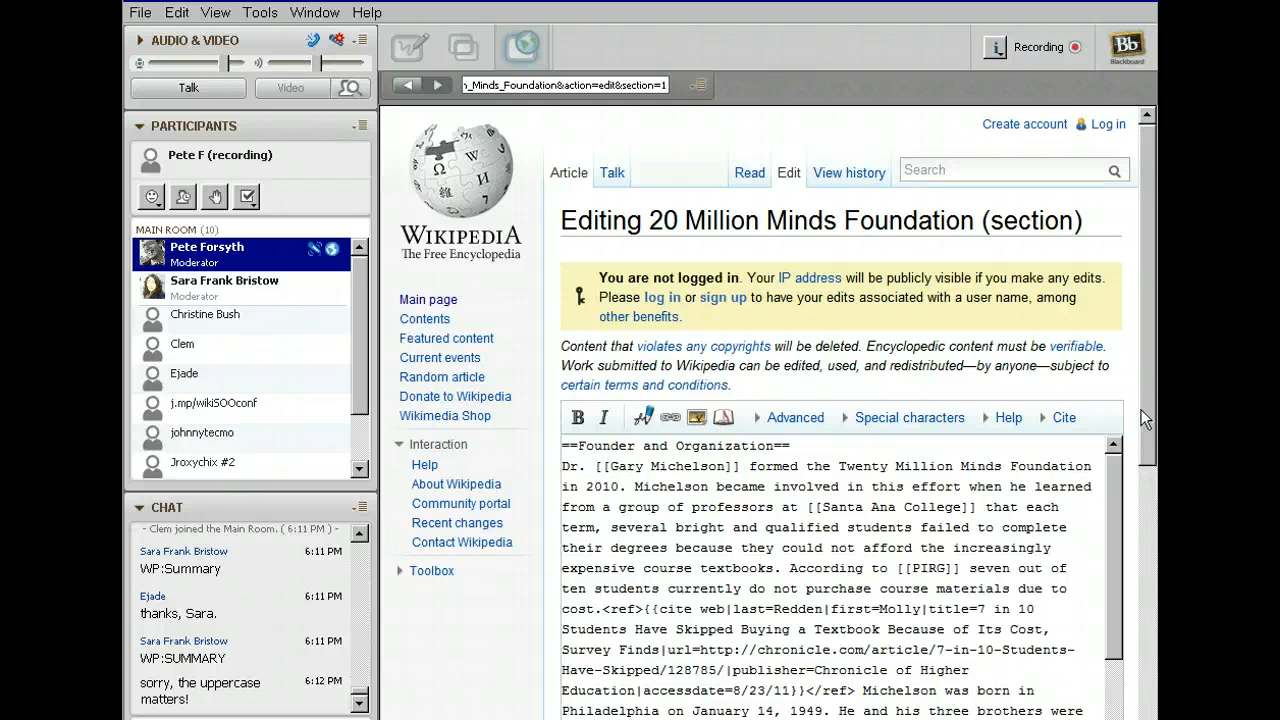 File Edit View Tools Window Help
AUDIO & VIDEO
Talk
Video
PARTICIPANTS
Pete F (recording)
MAIN ROOM (10)
Pete Forsyth
Moderator
Sara Frank Bristow
Moderator
Christine Bush
Clem
Ejade
j.mp/wikiSOOconf
johnnytecmo
Jroxychix #2
CHAT
- Clem joined the Main Room. ( 6:11 PM ) -
Sara Frank Bristow 6:11 PM
WP:Summary
Ejade 6:11 PM
thanks, Sara.
Sara Frank Bristow 6:11 PM
WP:SUMMARY
sorry, the uppercase 6:12 PM
matters!
Recording
Bb
Blackboard
n_Minds_Foundation&action=edit&section=1
WIKIPEDIA
The Free Encyclopedia
Main page
Contents
Featured content
Current events
Random article
Donate to Wikipedia
Wikimedia Shop
Interaction
Help
About Wikipedia
Community portal
Recent changes
Contact Wikipedia
Toolbox
Create account Log in
Article Talk Read Edit View history Search
Editing 20 Million Minds Foundation (section)
You are not logged in. Your IP address will be publicly visible if you make any edits.
Please log in or sign up to have your edits associated with a user name, among
other benefits.
Content that violates any copyrights will be deleted. Encyclopedic content must be verifiable.
Work submitted to Wikipedia can be edited, used, and redistributed—by anyone—subject to
certain terms and conditions.
B I Advanced Special characters Help Cite
==Founder and Organization==
Dr. [[Gary Michelson]] formed the Twenty Million Minds Foundation
in 2010. Michelson became involved in this effort when he learned
from a group of professors at [[Santa Ana College]] that each
term, several bright and qualified students failed to complete
their degrees because they could not afford the increasingly
expensive course textbooks. According to [[PIRG]] seven out of
ten students currently do not purchase course materials due to
cost.<ref>{{cite web|last=Redden|first=Molly|title=7 in 10
Students Have Skipped Buying a Textbook Because of Its Cost,
Survey Finds|url=http://chronicle.com/article/7-in-10-Students-
Have-Skipped/128785/|publisher=Chronicle of Higher
Education|accessdate=8/23/11}}</ref> Michelson was born in
Philadelphia on January 14, 1949. He and his three brothers were